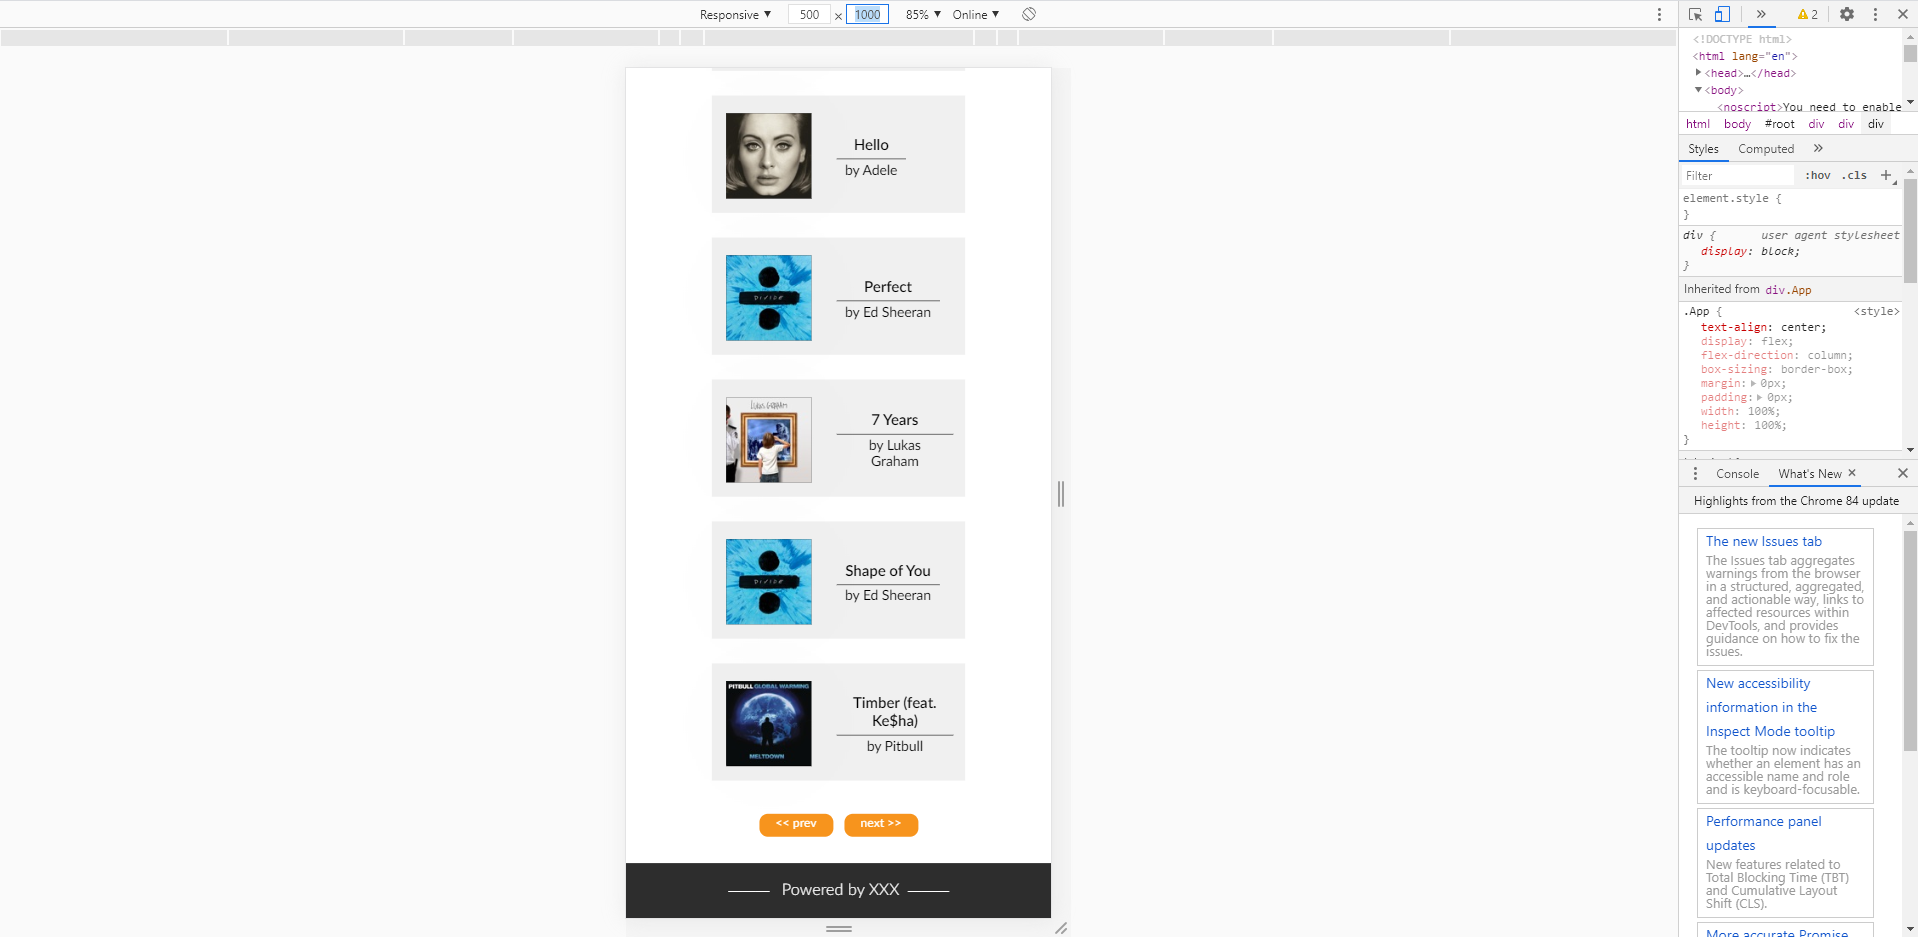 Responsive ▼ 500 × 1000 85% ▼ Online ▼
Hello
by Adele
DIVIDE
Perfect
by Ed Sheeran
LUKAS GRAHAM
7 Years
by Lukas
Graham
DIVIDE
Shape of You
by Ed Sheeran
PITBULL GLOBAL WARMING
MELTDOWN
Timber (feat.
Ke$ha)
by Pitbull
<< prev next >>
Powered by XXX
» 2
<!DOCTYPE html>
<html lang="en">
<head>…</head>
<body>
<noscript>You need to enable
html body #root div div div
Styles Computed »
Filter :hov .cls +
element.style {
}
div { user agent stylesheet
display: block;
}
Inherited from div.App
.App { <style>
text-align: center;
display: flex;
flex-direction: column;
box-sizing: border-box;
margin: 0px;
padding: 0px;
width: 100%;
height: 100%;
}
Console What's New ×
Highlights from the Chrome 84 update
The new Issues tab
The Issues tab aggregates
warnings from the browser
in a structured, aggregated,
and actionable way, links to
affected resources within
DevTools, and provides
guidance on how to fix the
issues.
New accessibility
information in the
Inspect Mode tooltip
The tooltip now indicates
whether an element has an
accessible name and role
and is keyboard-focusable.
Performance panel
updates
New features related to
Total Blocking Time (TBT)
and Cumulative Layout
Shift (CLS).
More accurate Promise